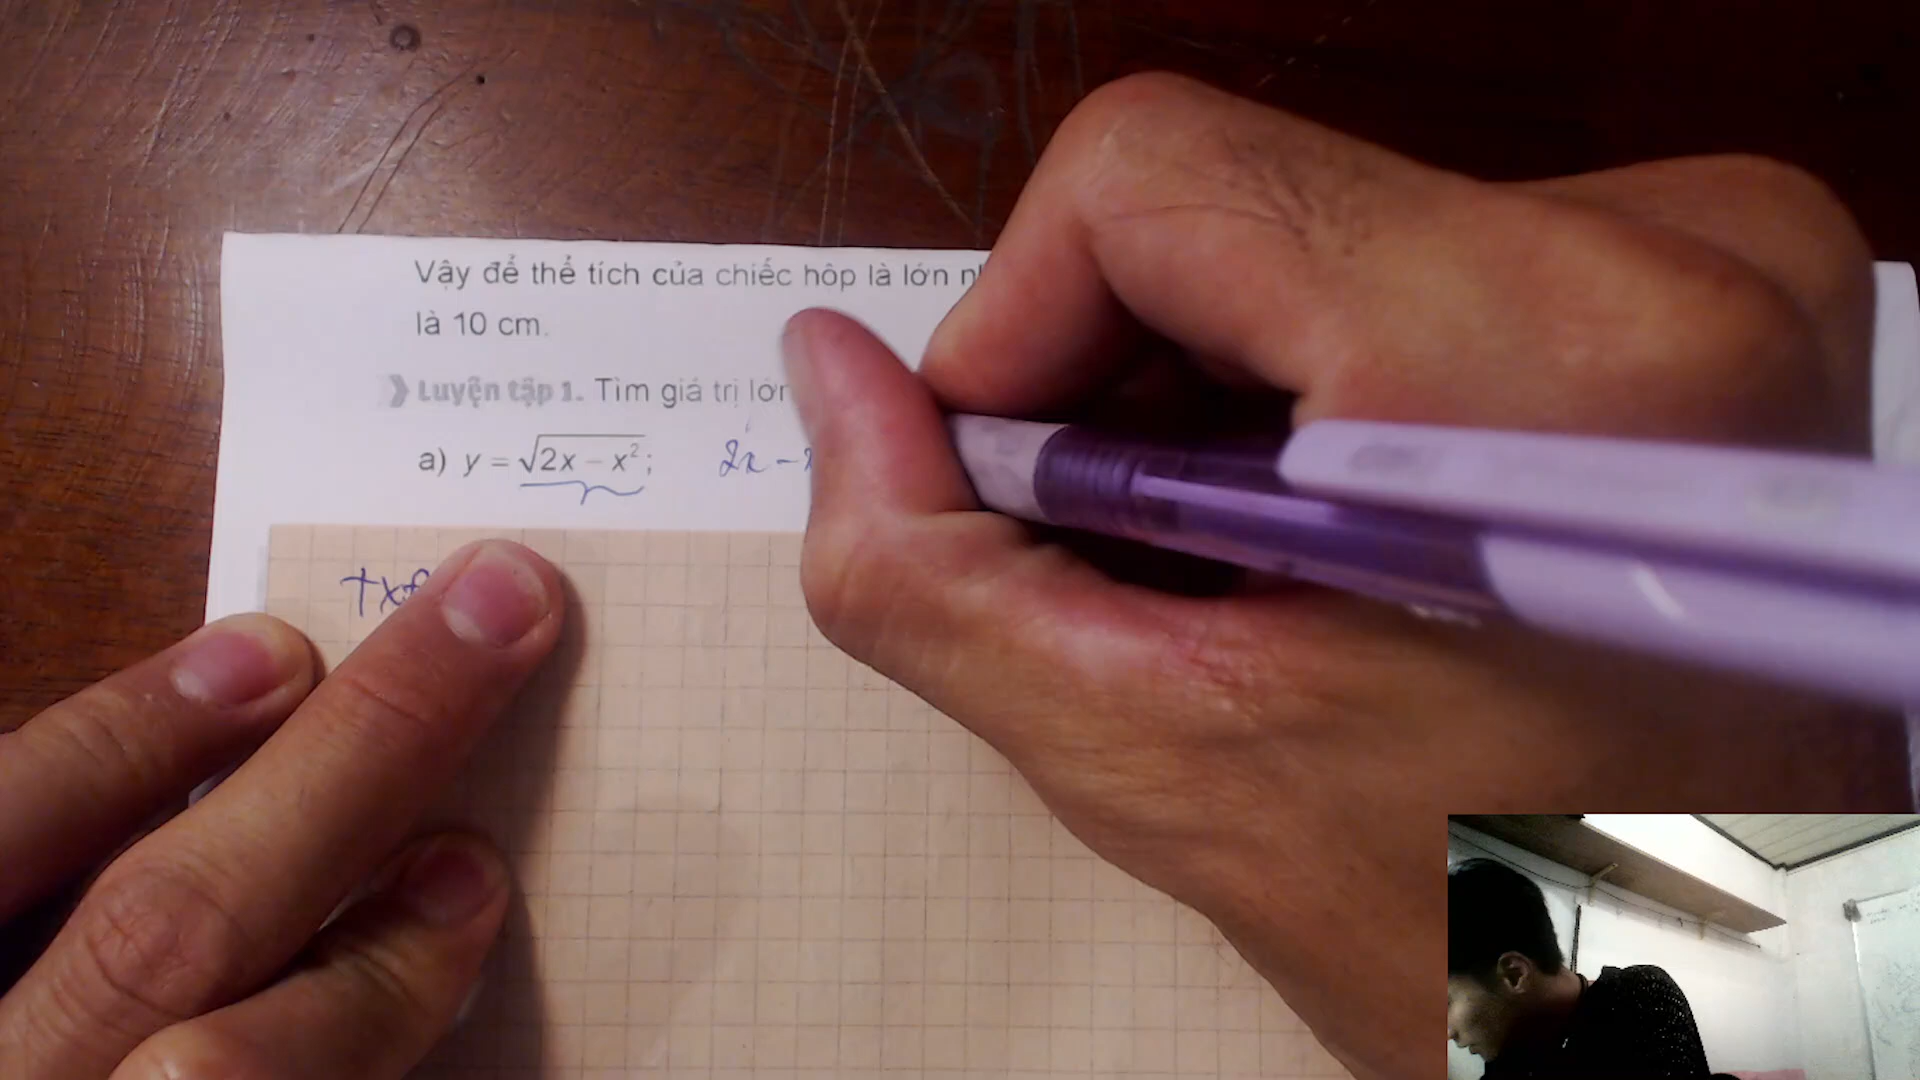 Vậy để thể tích của chiếc hộp là lớn
là 10 cm.
Luyện tập 1. Tìm giá trị lớn
a) y = √(2x − x²); 2x −